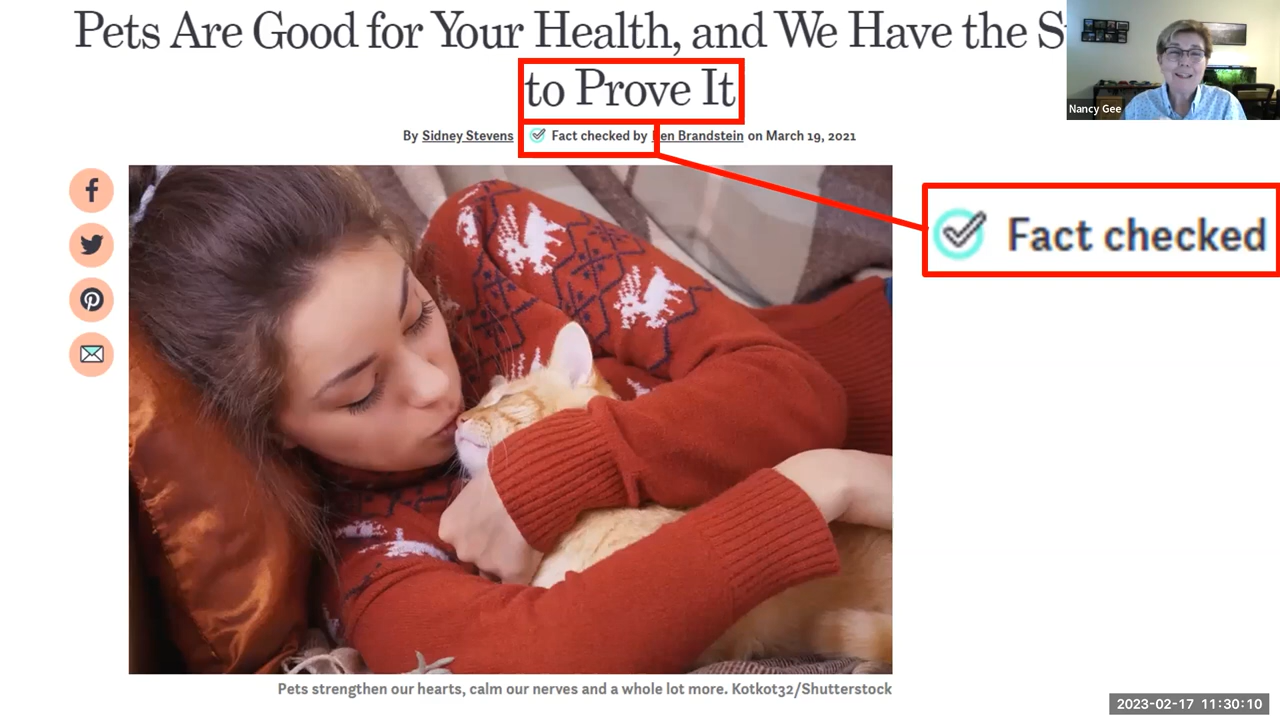 Pets Are Good for Your Health, and We Have the
to Prove It
Nancy Gee
By Sidney Stevens Fact checked by Ben Brandstein on March 19, 2021
Fact checked
Pets strengthen our hearts, calm our nerves and a whole lot more. Kotkot32/Shutterstock
2023-02-17 11:30:10